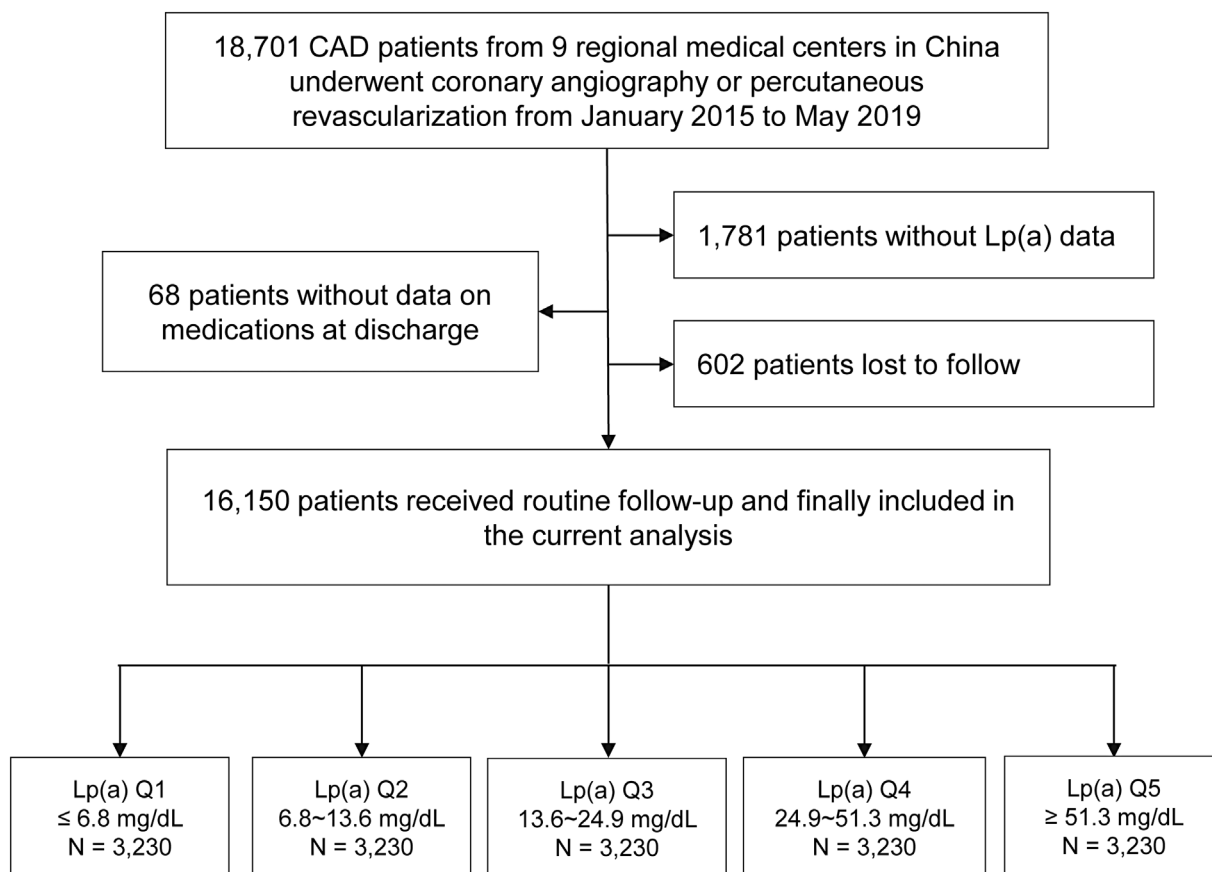 18,701 CAD patients from 9 regional medical centers in China
underwent coronary angiography or percutaneous
revascularization from January 2015 to May 2019
1,781 patients without Lp(a) data
68 patients without data on
medications at discharge
602 patients lost to follow
16,150 patients received routine follow-up and finally included in
the current analysis
Lp(a) Q1
≤ 6.8 mg/dL
N = 3,230
Lp(a) Q2
6.8~13.6 mg/dL
N = 3,230
Lp(a) Q3
13.6~24.9 mg/dL
N = 3,230
Lp(a) Q4
24.9~51.3 mg/dL
N = 3,230
Lp(a) Q5
≥ 51.3 mg/dL
N = 3,230